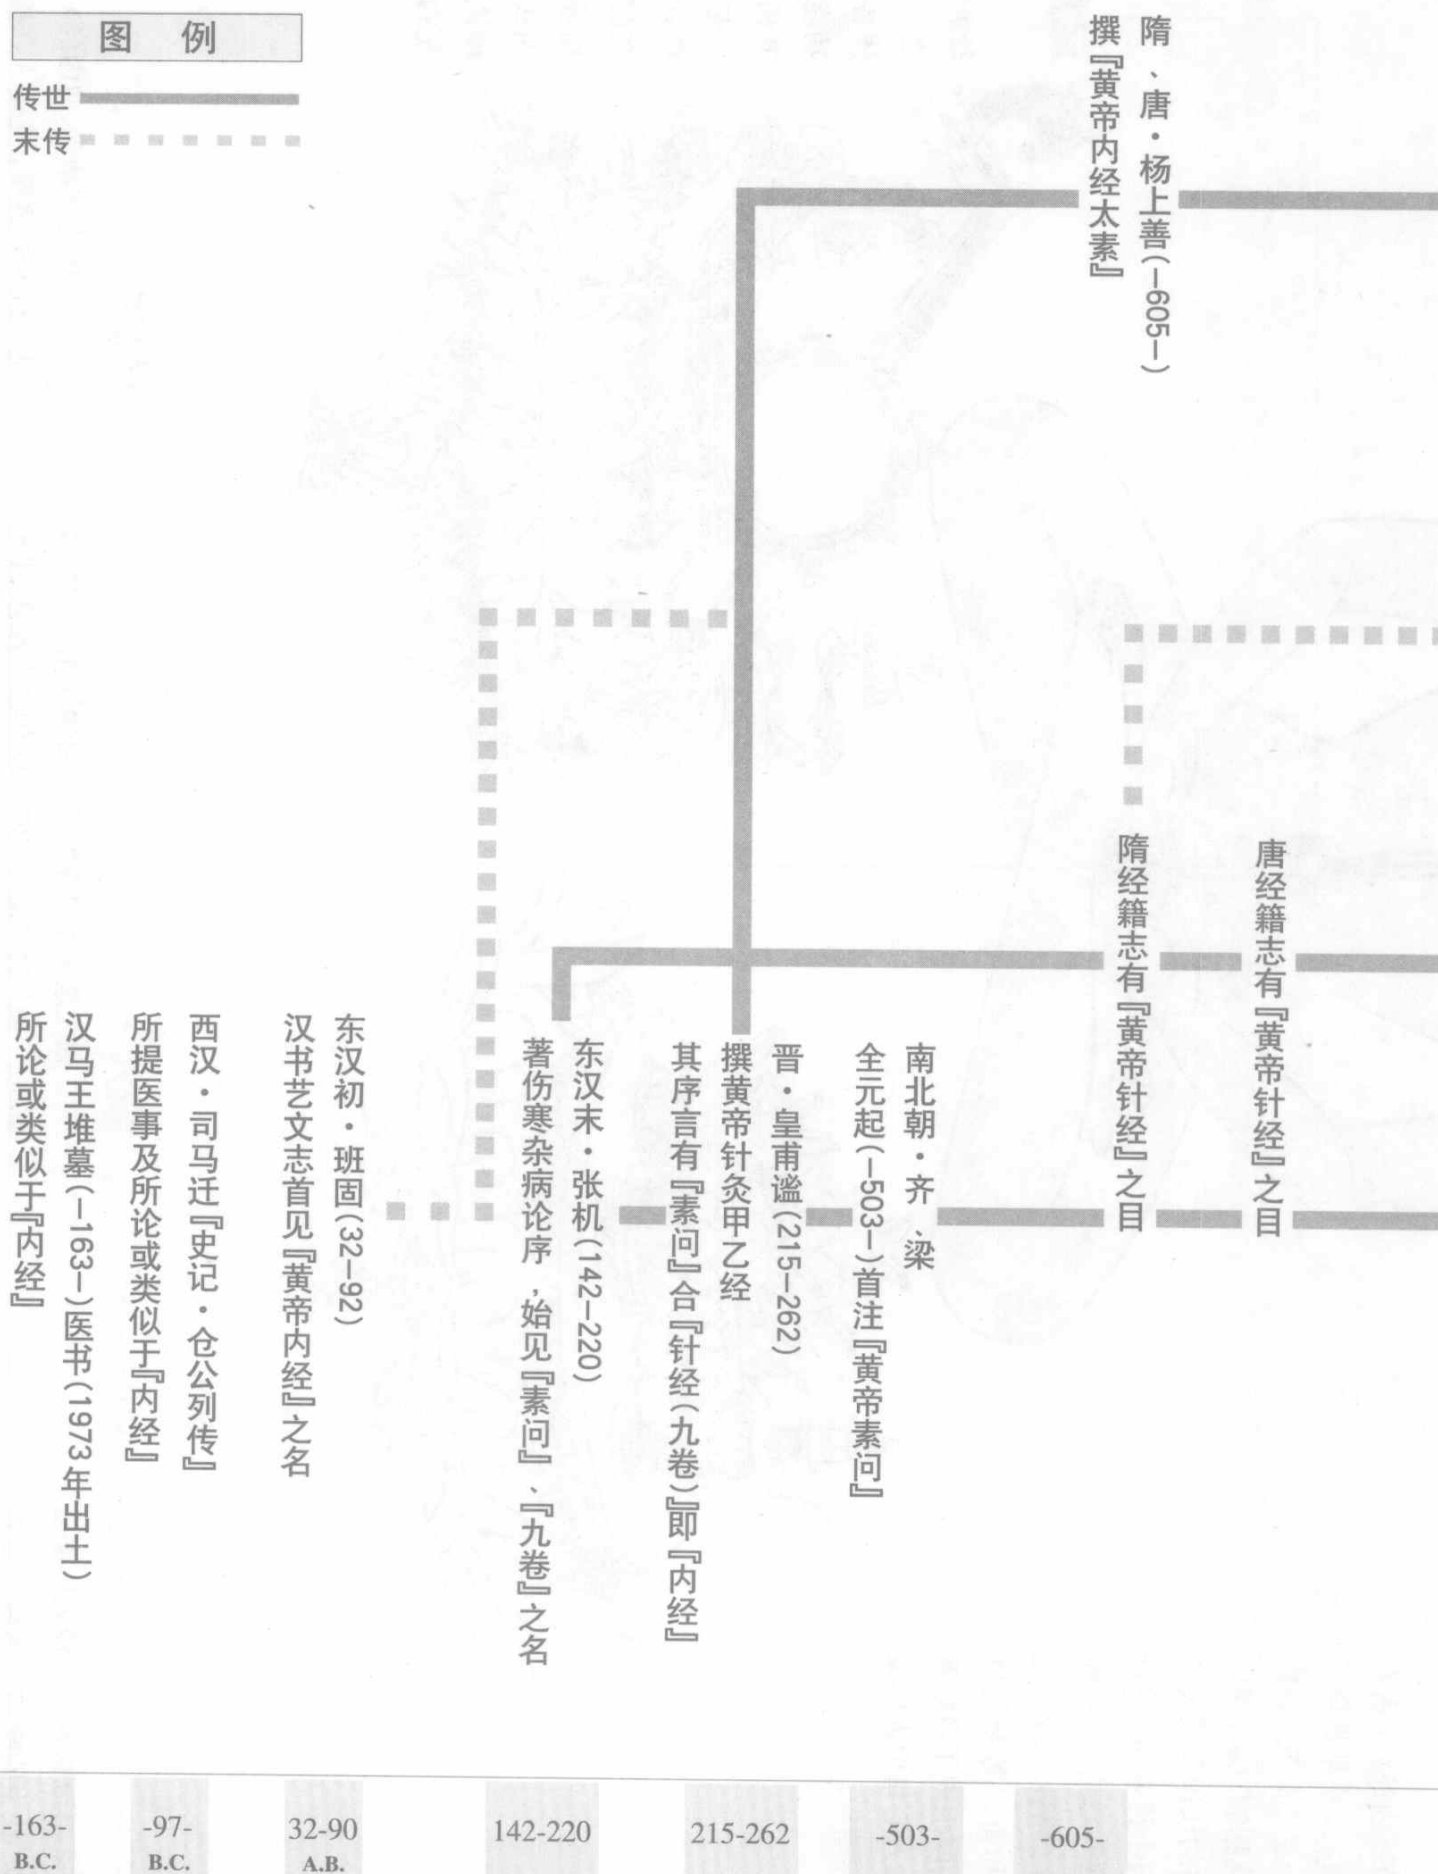 图 例
传世
末传
隋、唐·杨上善(–605–)
撰『黄帝内经太素』
隋经籍志有『黄帝针经』之目
唐经籍志有『黄帝针经』之目
汉马王堆墓(–163–)医书(1973年出土)
所论或类似于『内经』
西汉·司马迁『史记·仓公列传』
所提医事及所论或类似于『内经』
东汉初·班固(32–92)
汉书艺文志首见『黄帝内经』之名
东汉末·张机(142–220)
著伤寒杂病论序,始见『素问』、『九卷』之名
晋·皇甫谧(215–262)
撰黄帝针灸甲乙经
其序言有『素问』合『针经(九卷)』即『内经』
南北朝·齐、梁
全元起(–503–)首注『黄帝素问』
-163-
B.C.
-97-
B.C.
32-90
A.B.
142-220
215-262
-503-
-605-